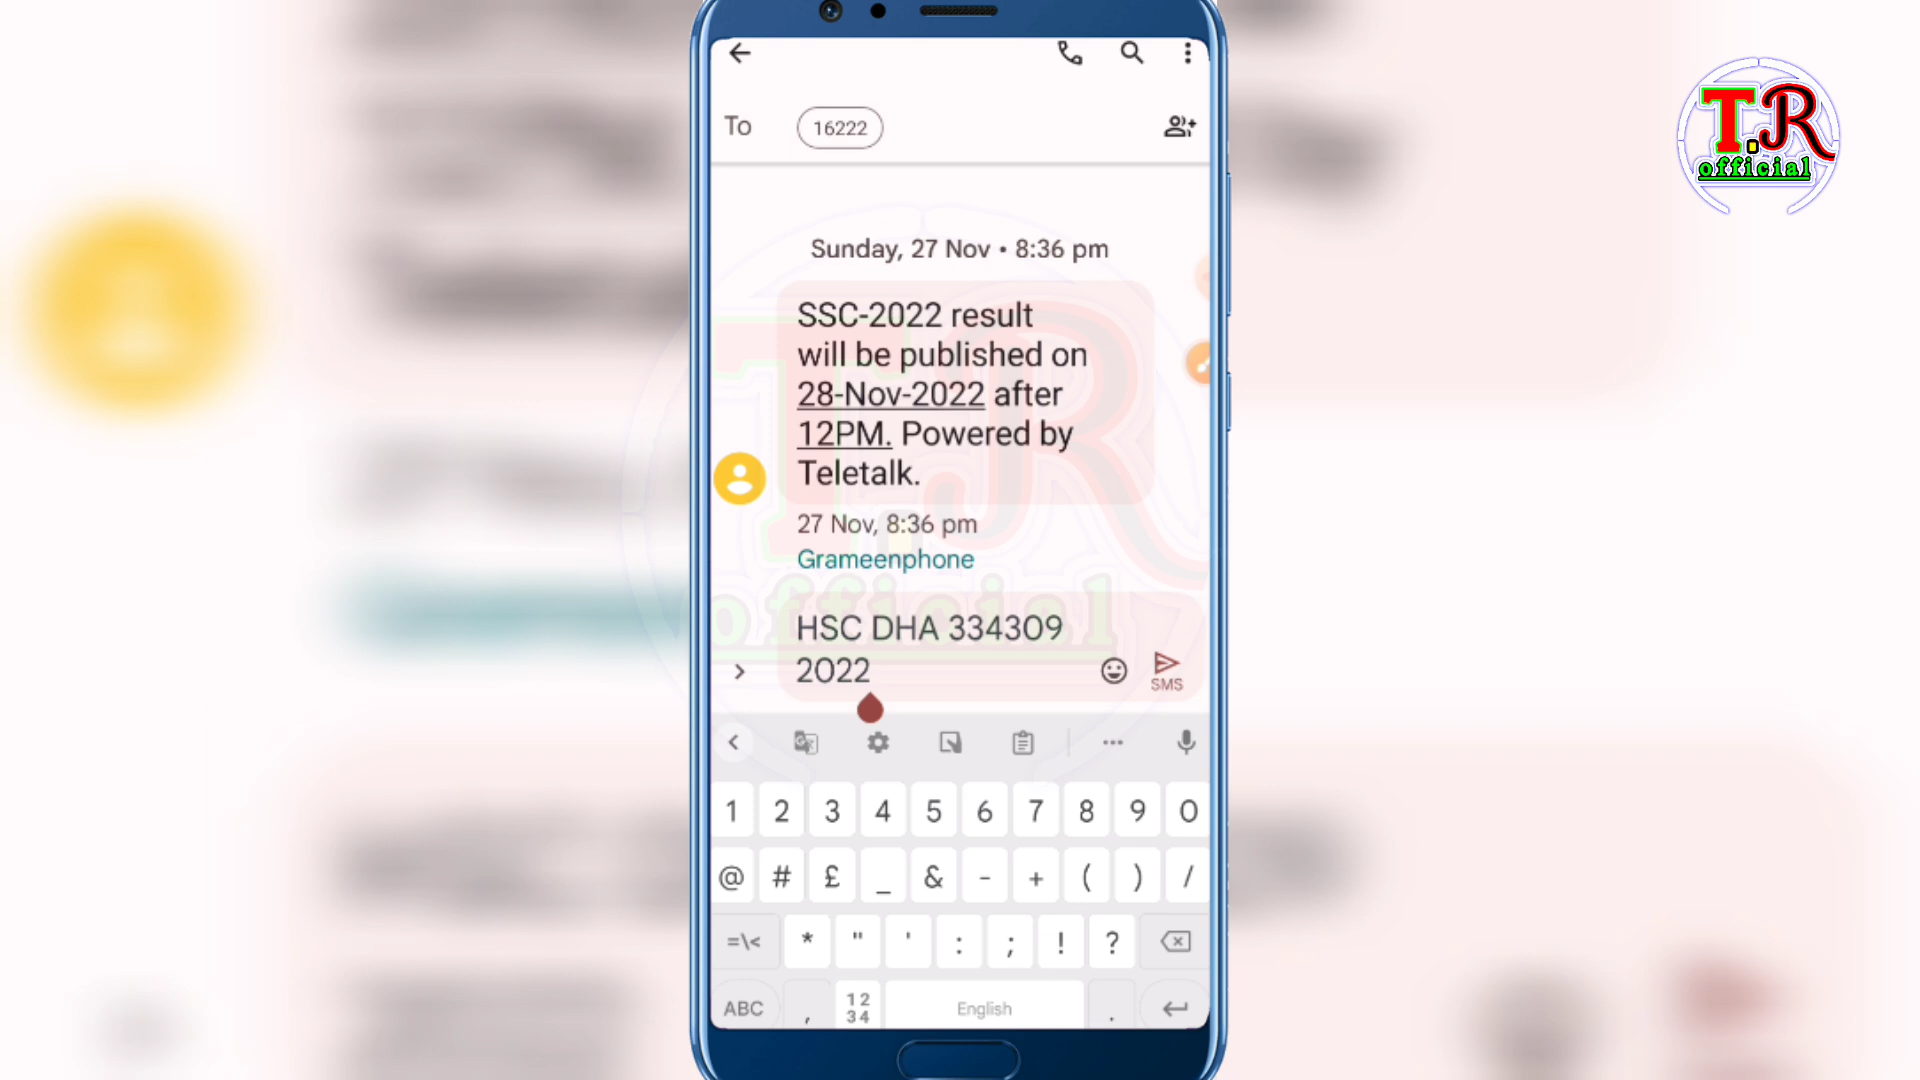 T.R
official
To
16222
Sunday, 27 Nov • 8:36 pm
SSC-2022 result
will be published on
28-Nov-2022 after
12PM. Powered by
Teletalk.
27 Nov, 8:36 pm
Grameenphone
HSC DHA 334309
2022
SMS
1 2 3 4 5 6 7 8 9 0
@ # £ _ & - + ( ) /
=\< * " ' : ; ! ?
ABC , 12 34 English .